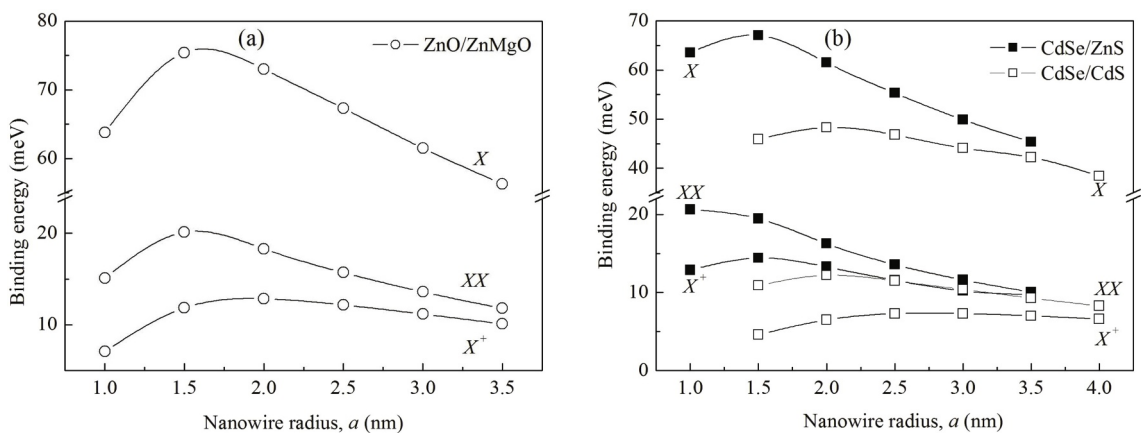 (a)
ZnO/ZnMgO
80
70
60
20
10
Binding energy (meV)
X
XX
X+
1.0 1.5 2.0 2.5 3.0 3.5
Nanowire radius, a (nm)
(b)
CdSe/ZnS
CdSe/CdS
70
60
50
40
30
20
10
0
Binding energy (meV)
X
X
XX
X+
XX
X+
1.0 1.5 2.0 2.5 3.0 3.5 4.0
Nanowire radius, a (nm)